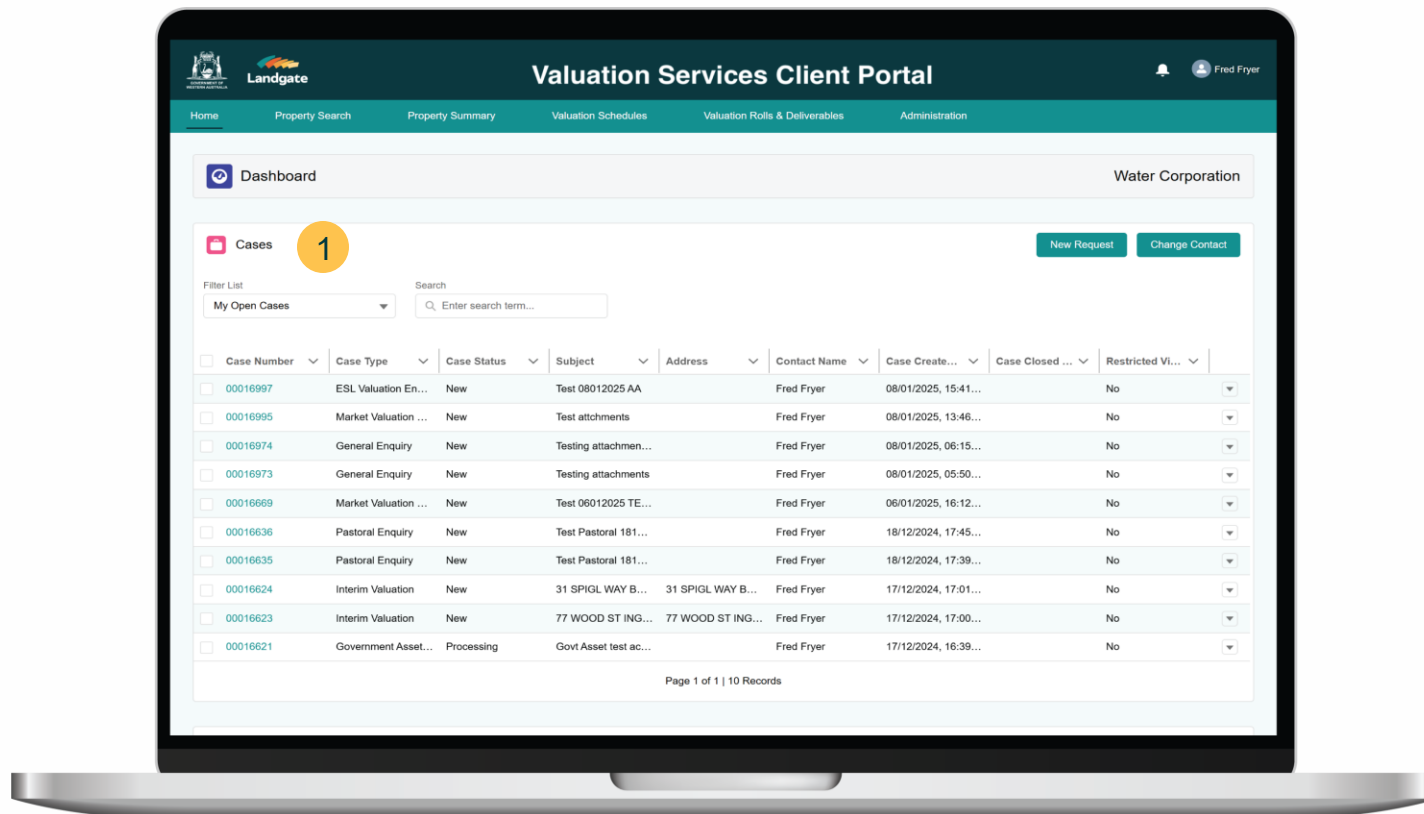 GOVERNMENT OF
WESTERN AUSTRALIA
Landgate
Valuation Services Client Portal
Fred Fryer
Home Property Search Property Summary Valuation Schedules Valuation Rolls & Deliverables Administration
Dashboard Water Corporation
Cases 1 New Request Change Contact
Filter List Search
My Open Cases Enter search term...
Case Number Case Type Case Status Subject Address Contact Name Case Create... Case Closed ... Restricted Vi...
00016997 ESL Valuation En... New Test 08012025 AA Fred Fryer 08/01/2025, 15:41... No
00016995 Market Valuation ... New Test attchments Fred Fryer 08/01/2025, 13:46... No
00016974 General Enquiry New Testing attachmen... Fred Fryer 08/01/2025, 06:15... No
00016973 General Enquiry New Testing attachments Fred Fryer 08/01/2025, 05:50... No
00016669 Market Valuation ... New Test 06012025 TE... Fred Fryer 06/01/2025, 16:12... No
00016636 Pastoral Enquiry New Test Pastoral 181... Fred Fryer 18/12/2024, 17:45... No
00016635 Pastoral Enquiry New Test Pastoral 181... Fred Fryer 18/12/2024, 17:39... No
00016624 Interim Valuation New 31 SPIGL WAY B... 31 SPIGL WAY B... Fred Fryer 17/12/2024, 17:01... No
00016623 Interim Valuation New 77 WOOD ST ING... 77 WOOD ST ING... Fred Fryer 17/12/2024, 17:00... No
00016621 Government Asset... Processing Govt Asset test ac... Fred Fryer 17/12/2024, 16:39... No
Page 1 of 1 | 10 Records